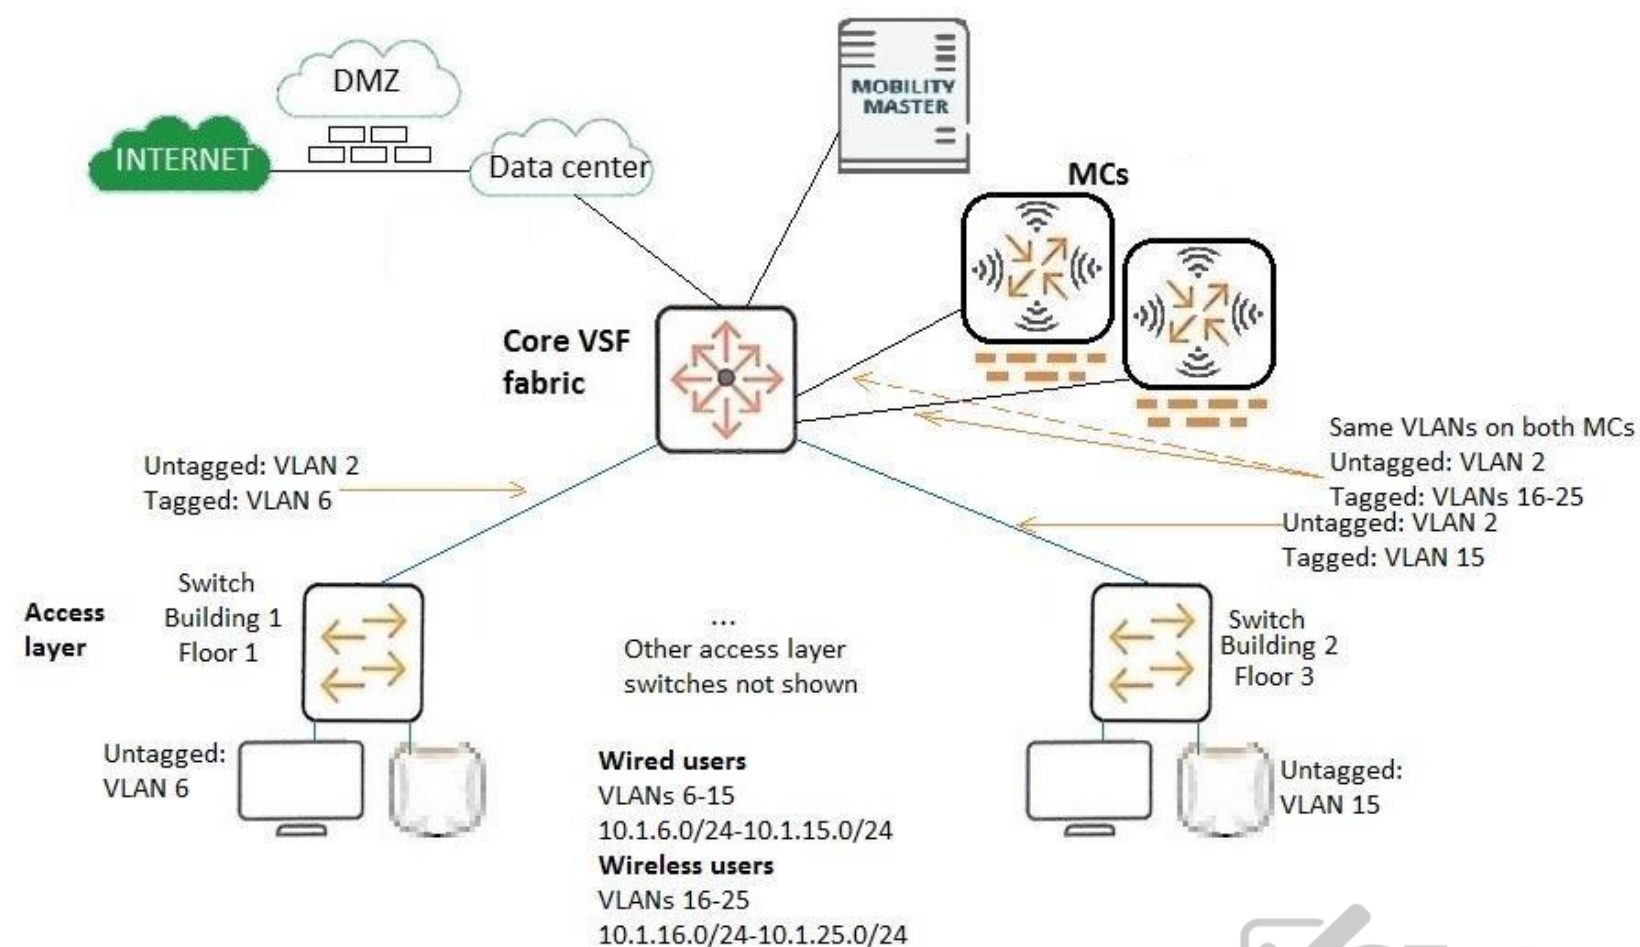 DMZ
INTERNET
Data center
MOBILITY
MASTER
MCs
Core VSF
fabric
Same VLANs on both MCs
Untagged: VLAN 2
Tagged: VLANs 16-25
Untagged: VLAN 2
Tagged: VLAN 6
Untagged: VLAN 2
Tagged: VLAN 15
Access
layer
Switch
Building 1
Floor 1
...
Other access layer
switches not shown
Switch
Building 2
Floor 3
Untagged:
VLAN 6
Wired users
VLANs 6-15
10.1.6.0/24-10.1.15.0/24
Wireless users
VLANs 16-25
10.1.16.0/24-10.1.25.0/24
Untagged:
VLAN 15